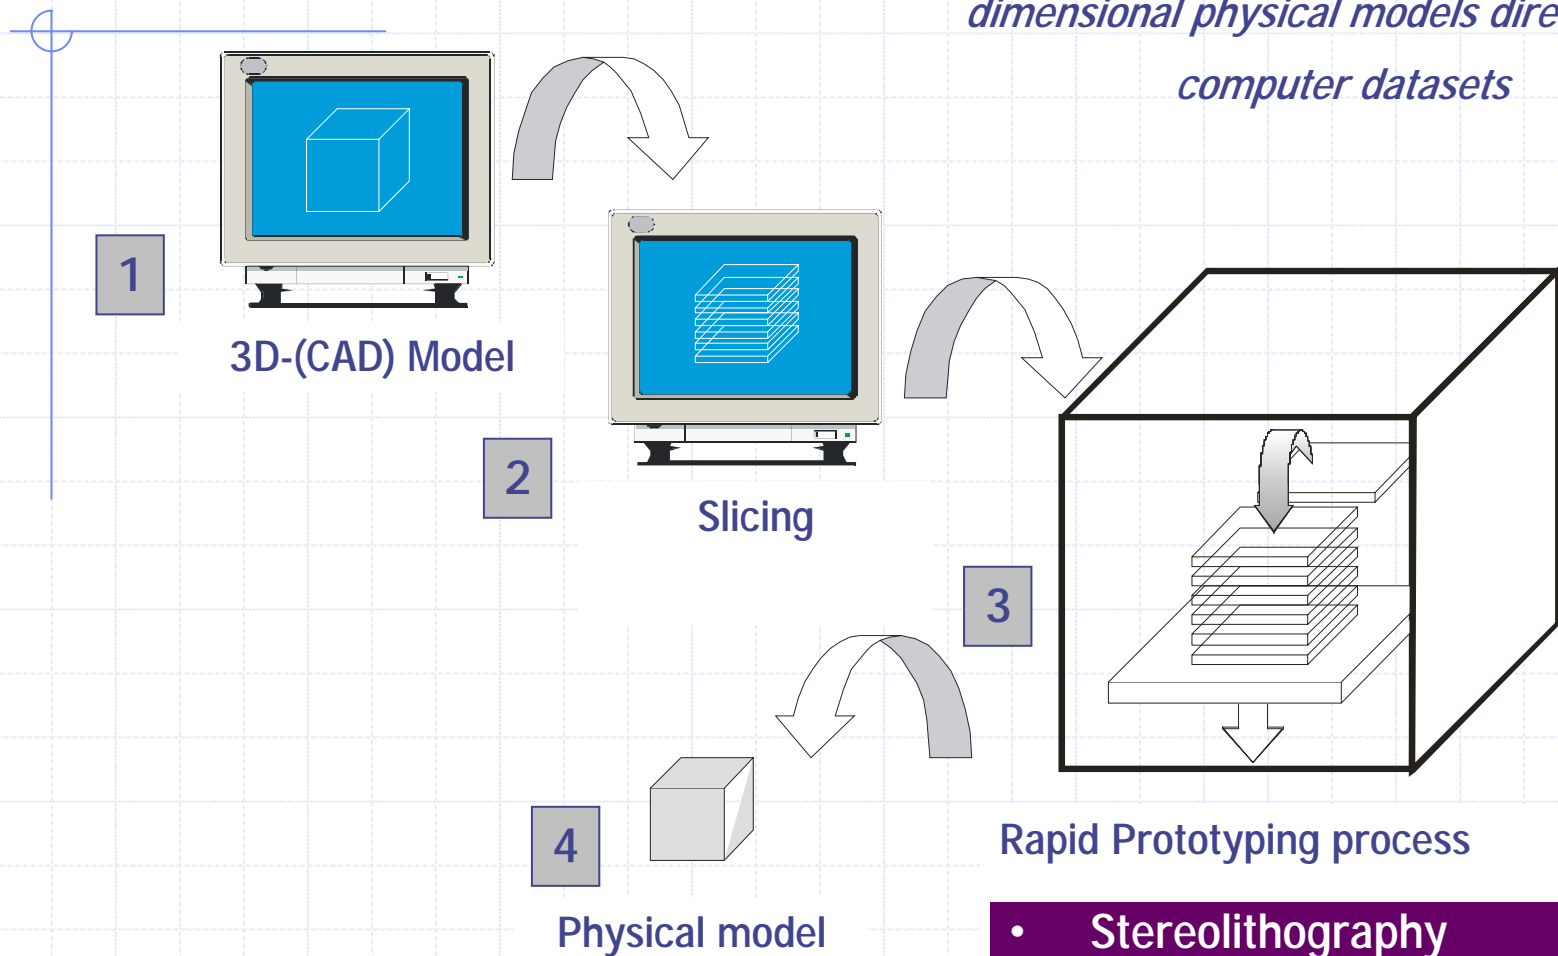 dimensional physical models
computer datasets
1
3D-(CAD) Model
2
Slicing
3
Rapid Prototyping process
4
Physical model
• Stereolithography